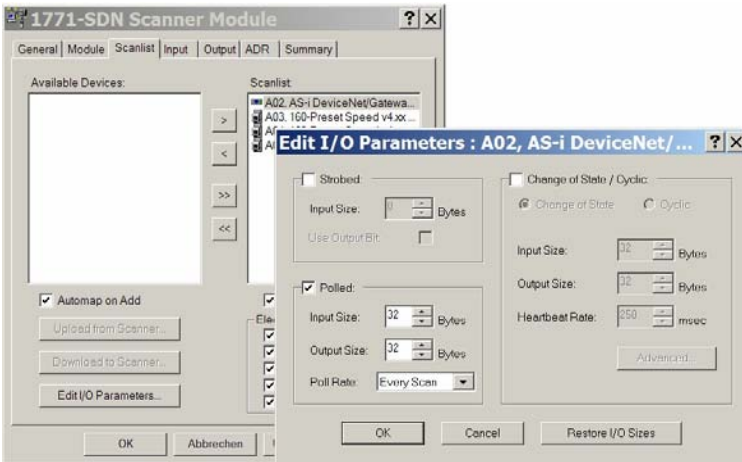 1771-SDN Scanner Module
General Module Scanlist Input Output ADR Summary
Available Devices:
Scanlist:
A02. AS-i DeviceNet/Gatewa...
A03. 160-Preset Speed v4.xx ...
>
<
>>
<<
Automap on Add
Upload from Scanner...
Download to Scanner...
Edit I/O Parameters...
OK
Abbrechen
Edit I/O Parameters : A02, AS-i DeviceNet/...
Strobed:
Input Size: 0 Bytes
Use Output Bit:
Polled:
Input Size: 32 Bytes
Output Size: 32 Bytes
Poll Rate: Every Scan
Change of State / Cyclic:
Change of State Cyclic
Input Size: 32 Bytes
Output Size: 32 Bytes
Heartbeat Rate: 250 msec
Advanced...
OK
Cancel
Restore I/O Sizes